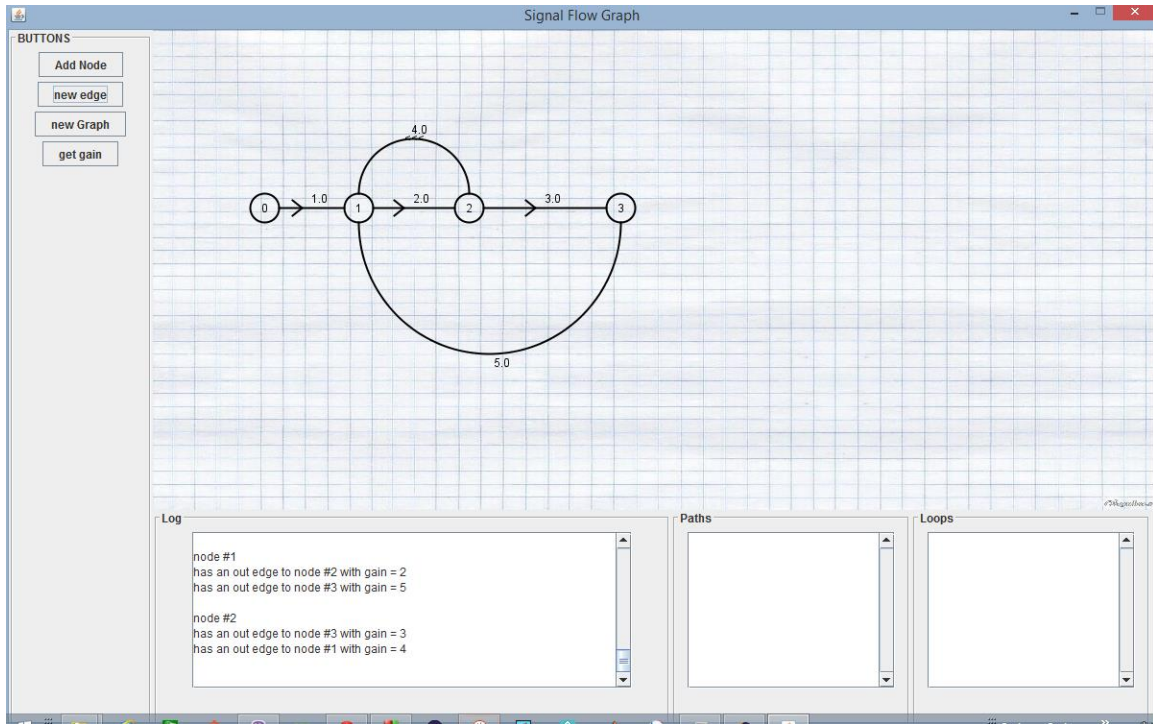 Signal Flow Graph
BUTTONS
Add Node
new edge
new Graph
get gain
4.0
1.0
2.0
3.0
0
1
2
3
5.0
Log
node #1
has an out edge to node #2 with gain = 2
has an out edge to node #3 with gain = 5
node #2
has an out edge to node #3 with gain = 3
has an out edge to node #1 with gain = 4
Paths
Loops